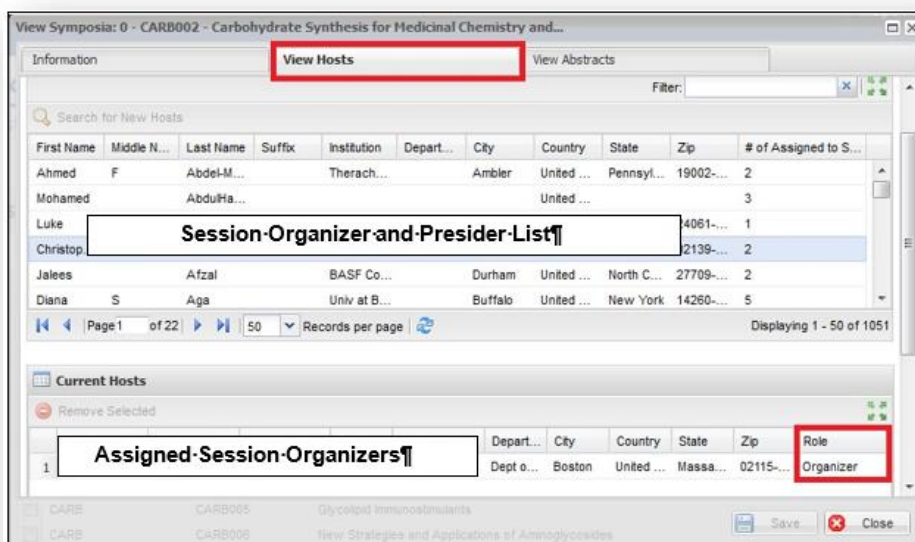 View Symposia: 0 - CARB002 - Carbohydrate Synthesis for Medicinal Chemistry and...
Information View Hosts View Abstracts
Filter:
Search for New Hosts
First Name Middle N... Last Name Suffix Institution Depart... City Country State Zip # of Assigned to S...
Ahmed F Abdel-M... Therach... Ambler United ... Pennsyl... 19002-... 2
Mohamed AbdulHa... United ... 3
Luke 24061-... 1
Session·Organizer·and·Presider·List¶
Christop... 02139-... 2
Jalees Afzal BASF Co... Durham United ... North C... 27709-... 2
Diana S Aga Univ at B... Buffalo United ... New York 14260-... 5
Page 1 of 22 50 Records per page Displaying 1 - 50 of 1051
Current Hosts
Remove Selected
Depart... City Country State Zip Role
Assigned·Session·Organizers¶
1 Dept o... Boston United ... Massa... 02115-... Organizer
CARB CARB005 Glycolipid Immunostimulants
Save Close
CARB CARB006 New Strategies and Applications of Aminoglycosides